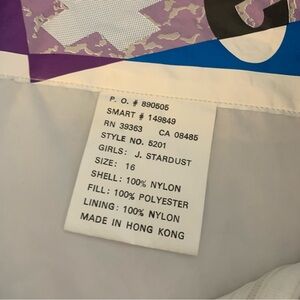 P. O. # 890505
SMART # 149849
RN 39363 CA 08485
STYLE NO. 5201
GIRLS: J. STARDUST
SIZE: 16
SHELL: 100% NYLON
FILL: 100% POLYESTER
LINING: 100% NYLON
MADE IN HONG KONG